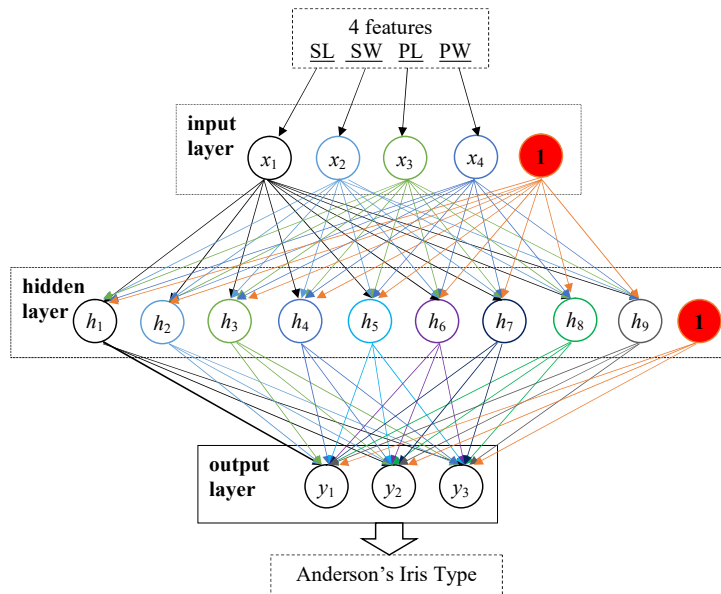 4 features
SL SW PL PW
input
layer
x₁ x₂ x₃ x₄ 1
hidden
layer
h₁ h₂ h₃ h₄ h₅ h₆ h₇ h₈ h₉ 1
output
layer
y₁ y₂ y₃
Anderson’s Iris Type